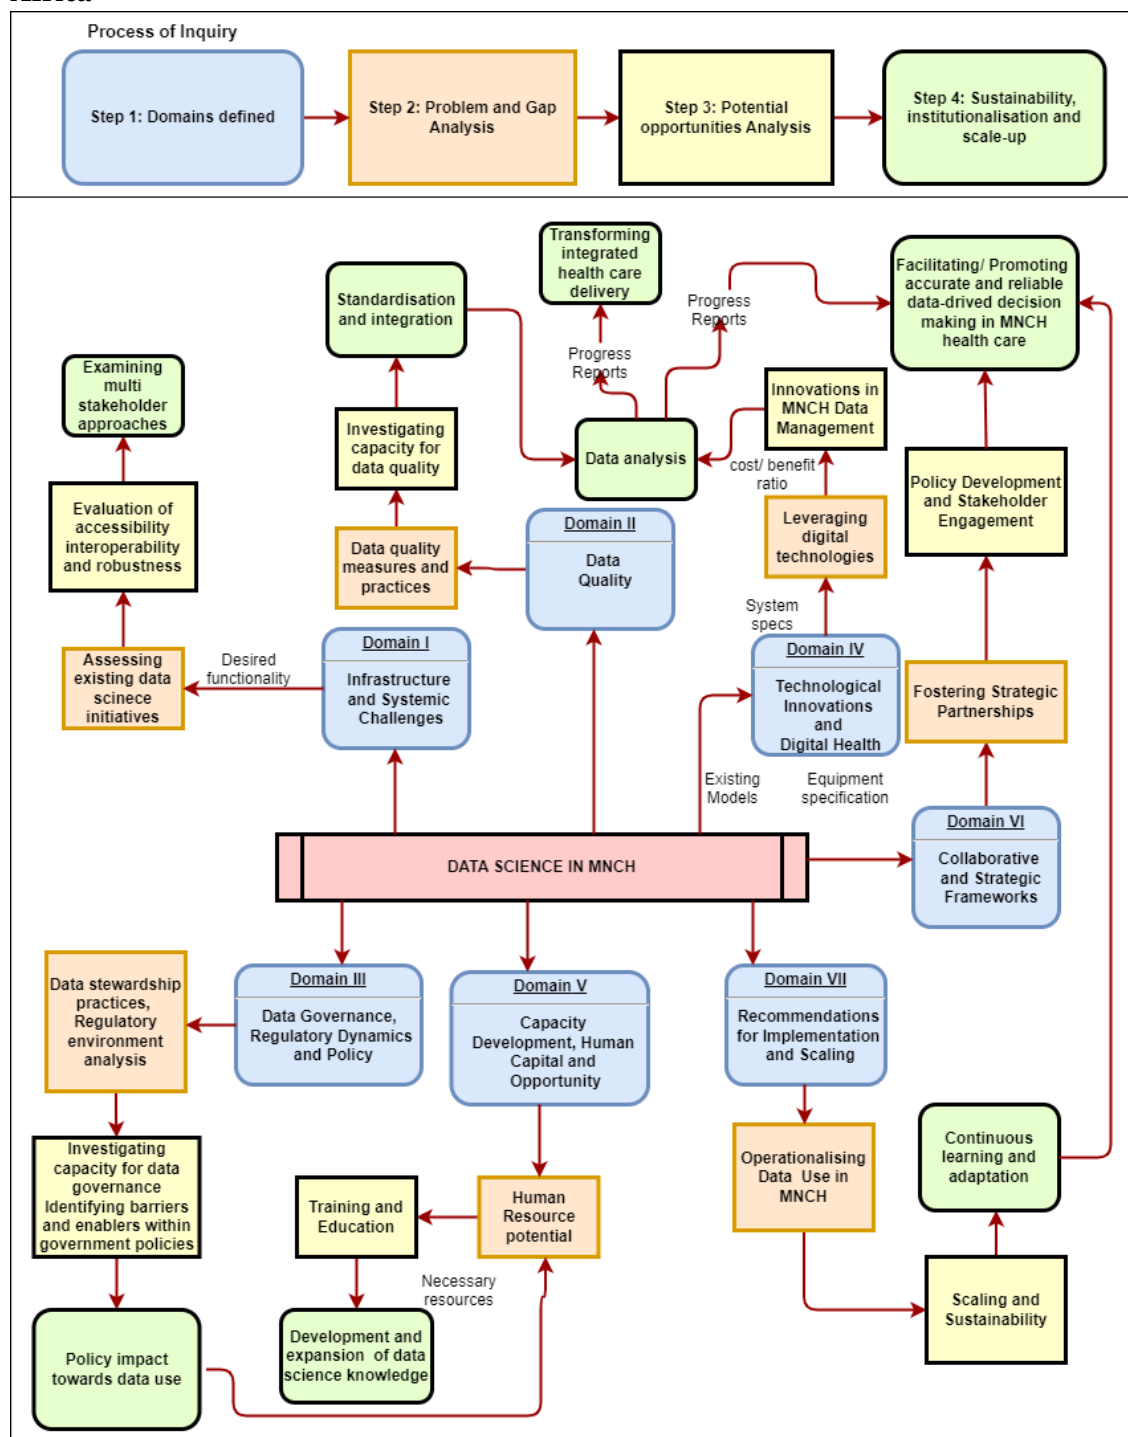 Process of Inquiry
Step 1: Domains defined
Step 2: Problem and Gap
Analysis
Step 3: Potential
opportunities Analysis
Step 4: Sustainability,
institutionalisation and
scale-up
Transforming
integrated
health care
delivery
Facilitating/ Promoting
accurate and reliable
data-drived decision
making in MNCH
health care
Standardisation
and integration
Progress
Reports
Progress
Reports
Examining
multi
stakeholder
approaches
Investigating
capacity for
data quality
Data analysis
Innovations in
MNCH Data
Management
cost/ benefit
ratio
Policy Development
and Stakeholder
Engagement
Evaluation of
accessibility
interoperability
and robustness
Data quality
measures and
practices
Domain II
Data
Quality
Leveraging
digital
technologies
System
specs
Assessing
existing data
scinece
initiatives
Desired
functionality
Domain I
Infrastructure
and Systemic
Challenges
Domain IV
Technological
Innovations
and
Digital Health
Fostering Strategic
Partnerships
Existing
Models
Equipment
specification
DATA SCIENCE IN MNCH
Domain VI
Collaborative
and Strategic
Frameworks
Data stewardship
practices,
Regulatory
environment
analysis
Domain III
Data Governance,
Regulatory Dynamics
and Policy
Domain V
Capacity
Development, Human
Capital and
Opportunity
Domain VII
Recommendations
for Implementation
and Scaling
Investigating
capacity for data
governance
Identifying barriers
and enablers within
government policies
Training and
Education
Human
Resource
potential
Operationalising
Data Use in
MNCH
Continuous
learning and
adaptation
Necessary
resources
Policy impact
towards data use
Development and
expansion of data
science knowledge
Scaling and
Sustainability